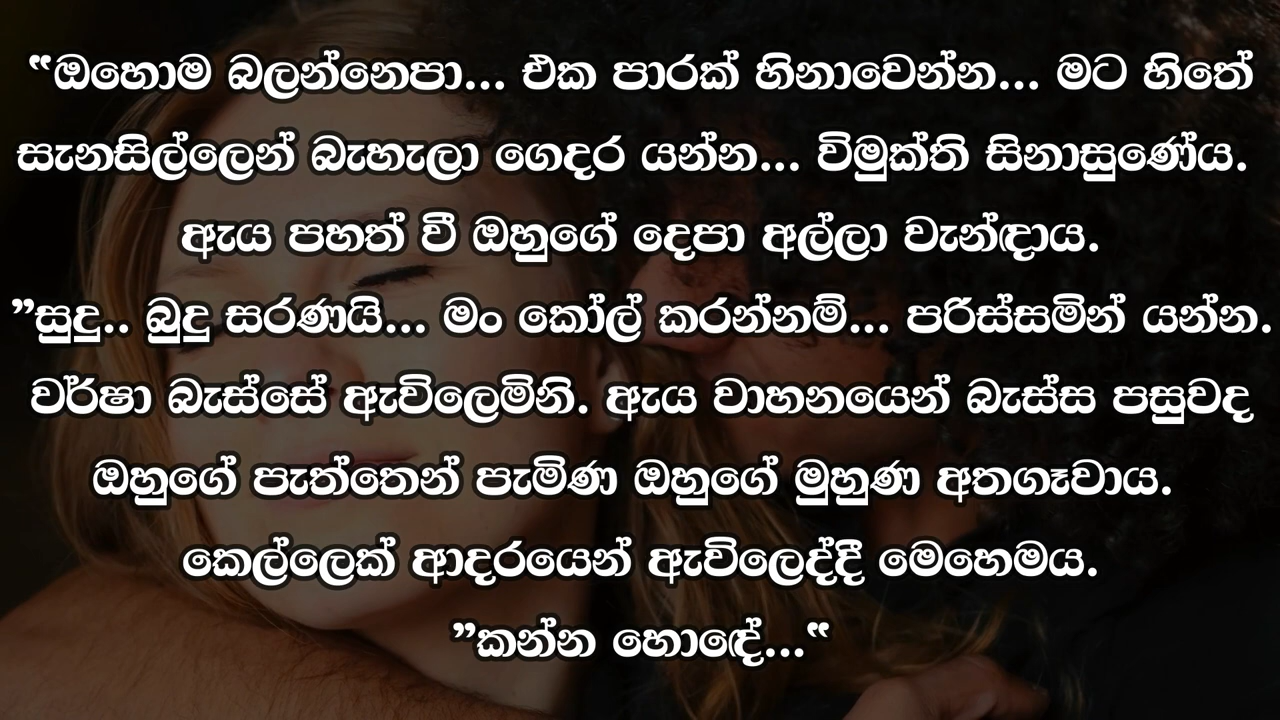 “ඔහොම බලන්නෙපා... එක පාරක් හිනාවෙන්න... මට හිතේ
සැනසිල්ලෙන් බැහැලා ගෙදර යන්න... විමුක්ති සිනාසුණේය.
ඇය පහත් වී ඔහුගේ දෙපා අල්ලා වැන්ඳාය.
”සුදු.. බුදු සරණයි... මං කෝල් කරන්නම්... පරිස්සමින් යන්න.
වර්ෂා බැස්සේ ඇවිලෙමිනි. ඇය වාහනයෙන් බැස්ස පසුවද
ඔහුගේ පැත්තෙන් පැමිණ ඔහුගේ මුහුණ අතගෑවාය.
කෙල්ලෙක් ආදරයෙන් ඇවිලෙද්දී මෙහෙමය.
”කන්න හොඳේ...“